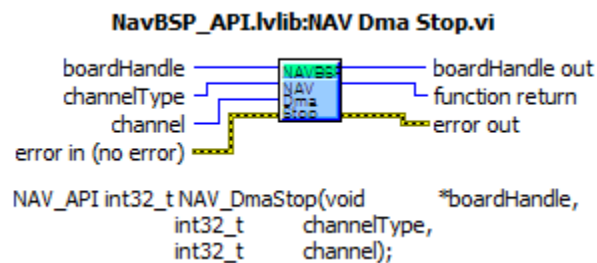 NavBSP_API.lvlib:NAV Dma Stop.vi
boardHandle
channelType
channel
error in (no error)
NAVBSP
NAV
Dma
Stop
boardHandle out
function return
error out
NAV_API int32_t NAV_DmaStop(void *boardHandle,
int32_t channelType,
int32_t channel);